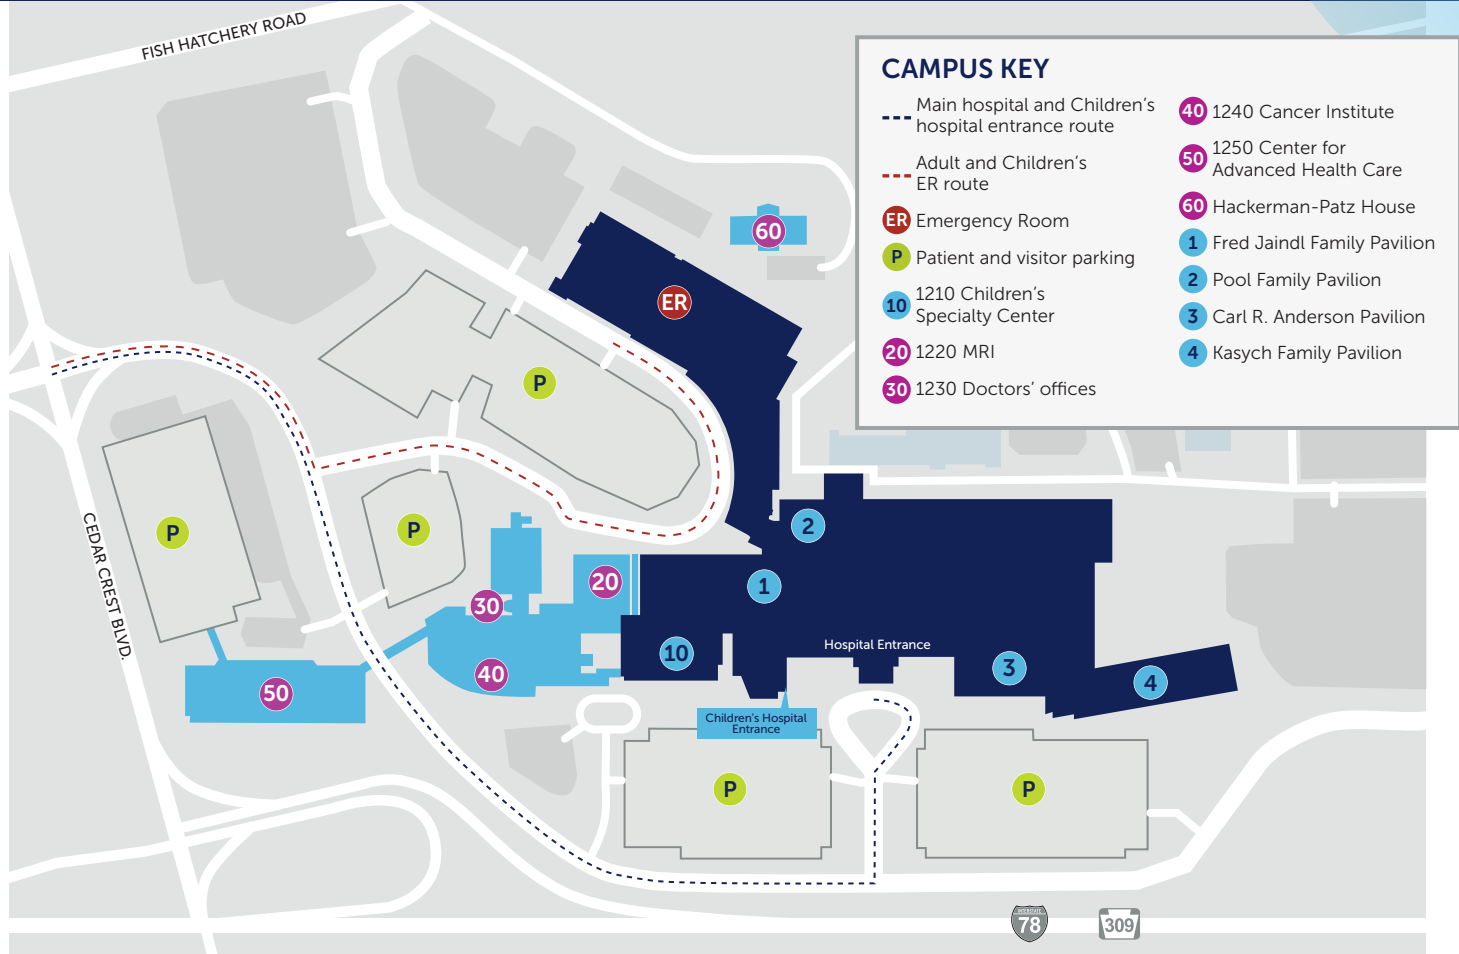 FISH HATCHERY ROAD
CAMPUS KEY
Main hospital and Children's
hospital entrance route
Adult and Children's
ER route
ER Emergency Room
P Patient and visitor parking
10 1210 Children's
Specialty Center
20 1220 MRI
30 1230 Doctors' offices
40 1240 Cancer Institute
50 1250 Center for
Advanced Health Care
60 Hackerman-Patz House
1 Fred Jaindl Family Pavilion
2 Pool Family Pavilion
3 Carl R. Anderson Pavilion
4 Kasych Family Pavilion
60
ER
P
CEDAR CREST BLVD.
P
P
2
20
1
30
Hospital Entrance
10
3
40
4
50
Children's Hospital
Entrance
P
P
INTERSTATE
78
309